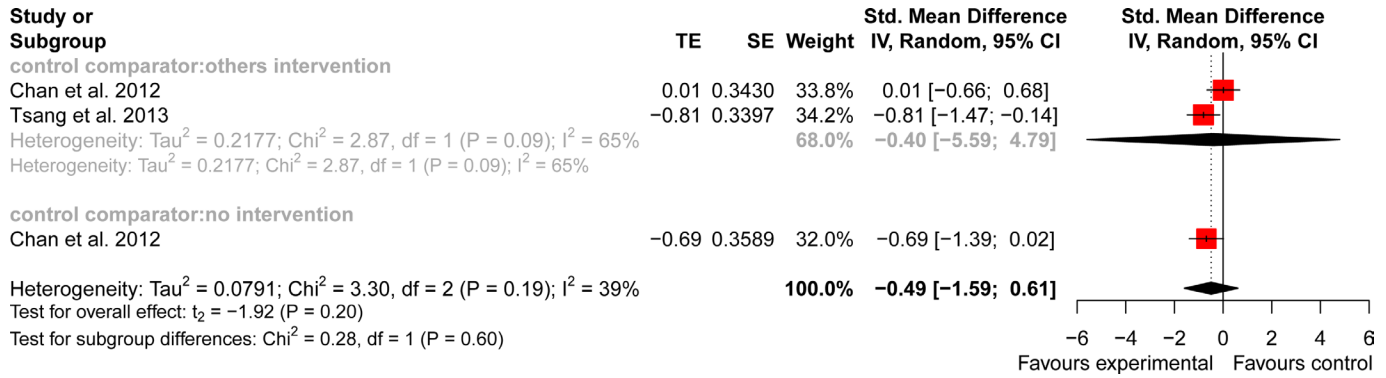 Study or Std. Mean Difference Std. Mean Difference
Subgroup TE SE Weight IV, Random, 95% CI IV, Random, 95% CI
control comparator:others intervention
Chan et al. 2012 0.01 0.3430 33.8% 0.01 [−0.66; 0.68]
Tsang et al. 2013 −0.81 0.3397 34.2% −0.81 [−1.47; −0.14]
Heterogeneity: Tau² = 0.2177; Chi² = 2.87, df = 1 (P = 0.09); I² = 65% 68.0% −0.40 [−5.59; 4.79]
Heterogeneity: Tau² = 0.2177; Chi² = 2.87, df = 1 (P = 0.09); I² = 65%
control comparator:no intervention
Chan et al. 2012 −0.69 0.3589 32.0% −0.69 [−1.39; 0.02]
Heterogeneity: Tau² = 0.0791; Chi² = 3.30, df = 2 (P = 0.19); I² = 39% 100.0% −0.49 [−1.59; 0.61]
Test for overall effect: t₂ = −1.92 (P = 0.20)
Test for subgroup differences: Chi² = 0.28, df = 1 (P = 0.60)
−6 −4 −2 0 2 4 6
Favours experimental Favours control